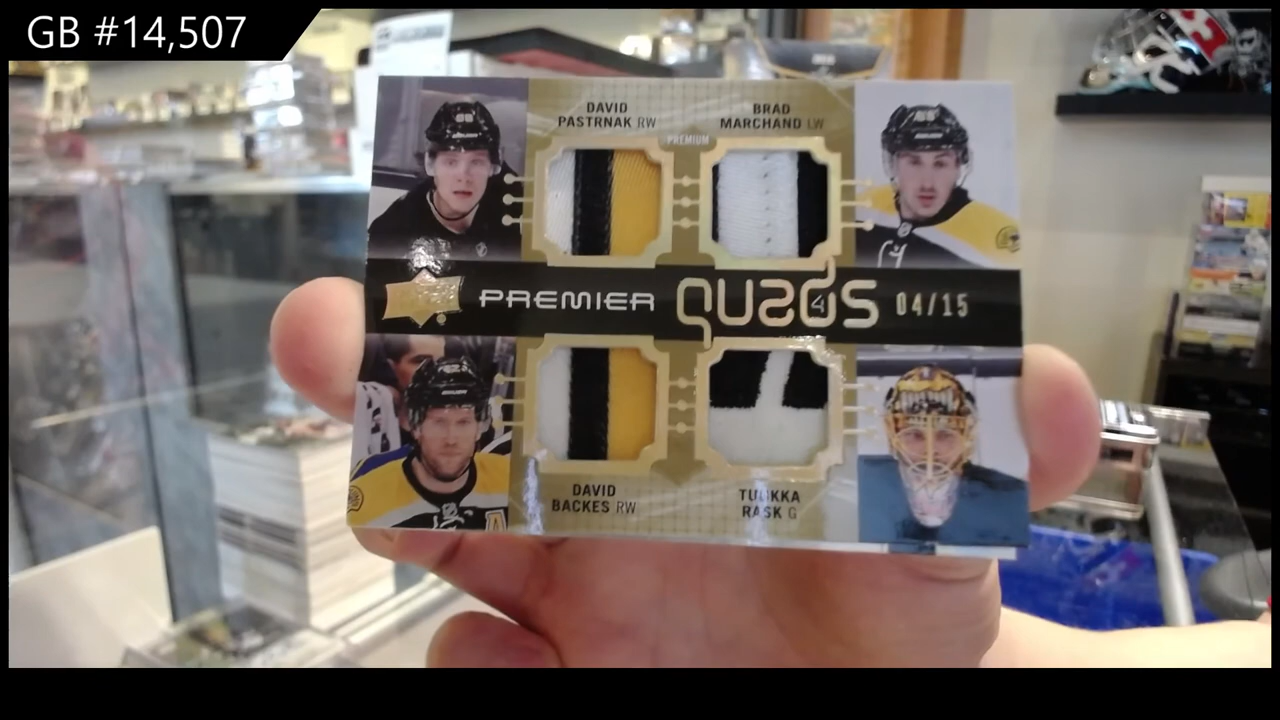 GB #14,507
DAVID
PASTRNAK RW
BRAD
MARCHAND LW
PREMIUM
PREMIER quads 4 04/15
DAVID
BACKES RW
TUUKKA
RASK G